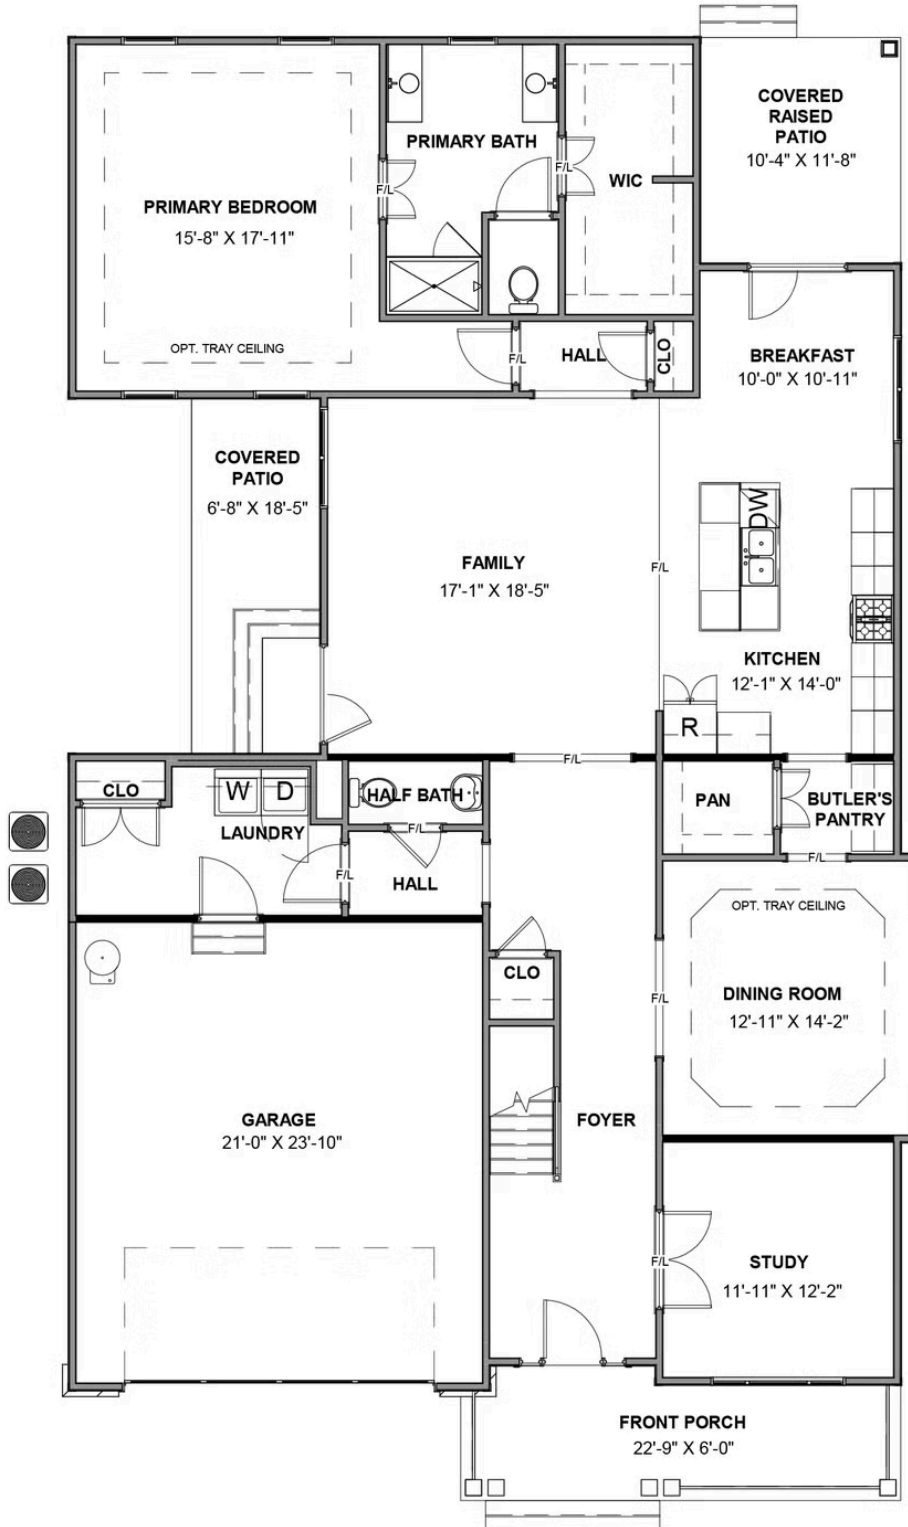 COVERED
RAISED
PATIO
10'-4" X 11'-8"
PRIMARY BATH
F/L
F/L
WIC
PRIMARY BEDROOM
15'-8" X 17'-11"
OPT. TRAY CEILING
F/L
HALL
CLO
BREAKFAST
10'-0" X 10'-11"
COVERED
PATIO
6'-8" X 18'-5"
DW
FAMILY
17'-1" X 18'-5"
F/L
KITCHEN
12'-1" X 14'-0"
R
F/L
CLO
W
D
HALF BATH
PAN
BUTLER'S
PANTRY
LAUNDRY
F/L
F/L
F/L
HALL
OPT. TRAY CEILING
CLO
DINING ROOM
12'-11" X 14'-2"
F/L
GARAGE
21'-0" X 23'-10"
FOYER
F/L
STUDY
11'-11" X 12'-2"
FRONT PORCH
22'-9" X 6'-0"